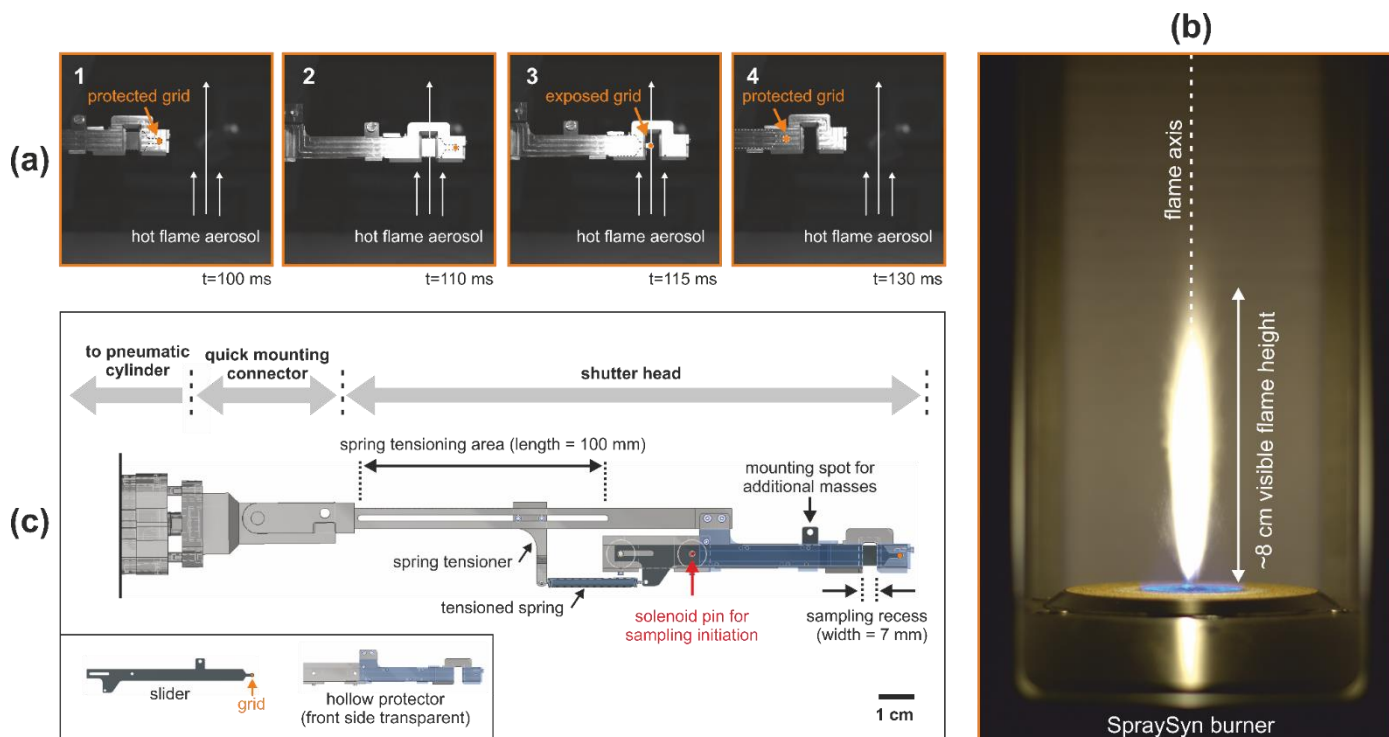 (a)
1
protected grid
hot flame aerosol
t=100 ms
2
hot flame aerosol
t=110 ms
3
exposed grid
hot flame aerosol
t=115 ms
4
protected grid
hot flame aerosol
t=130 ms
(b)
flame axis
~8 cm visible flame height
SpraySyn burner
(c)
to pneumatic
cylinder
quick mounting
connector
shutter head
spring tensioning area (length = 100 mm)
mounting spot for
additional masses
spring tensioner
tensioned spring
solenoid pin for
sampling initiation
sampling recess
(width = 7 mm)
slider
grid
hollow protector
(front side transparent)
1 cm